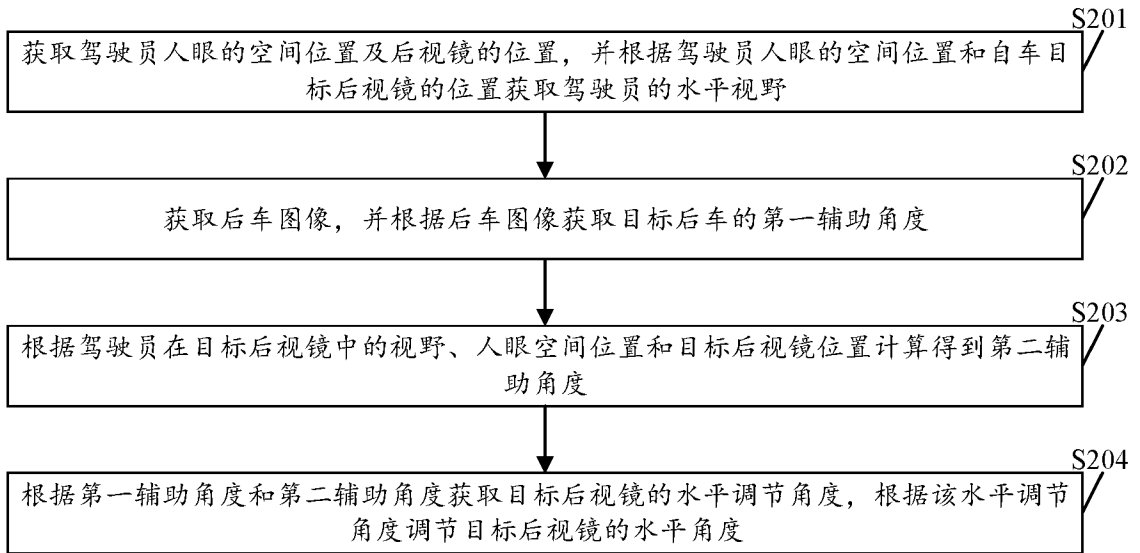 S201
获取驾驶员人眼的空间位置及后视镜的位置，并根据驾驶员人眼的空间位置和自车目
标后视镜的位置获取驾驶员的水平视野
S202
获取后车图像，并根据后车图像获取目标后车的第一辅助角度
S203
根据驾驶员在目标后视镜中的视野、人眼空间位置和目标后视镜位置计算得到第二辅
助角度
S204
根据第一辅助角度和第二辅助角度获取目标后视镜的水平调节角度，根据该水平调节
角度调节目标后视镜的水平角度